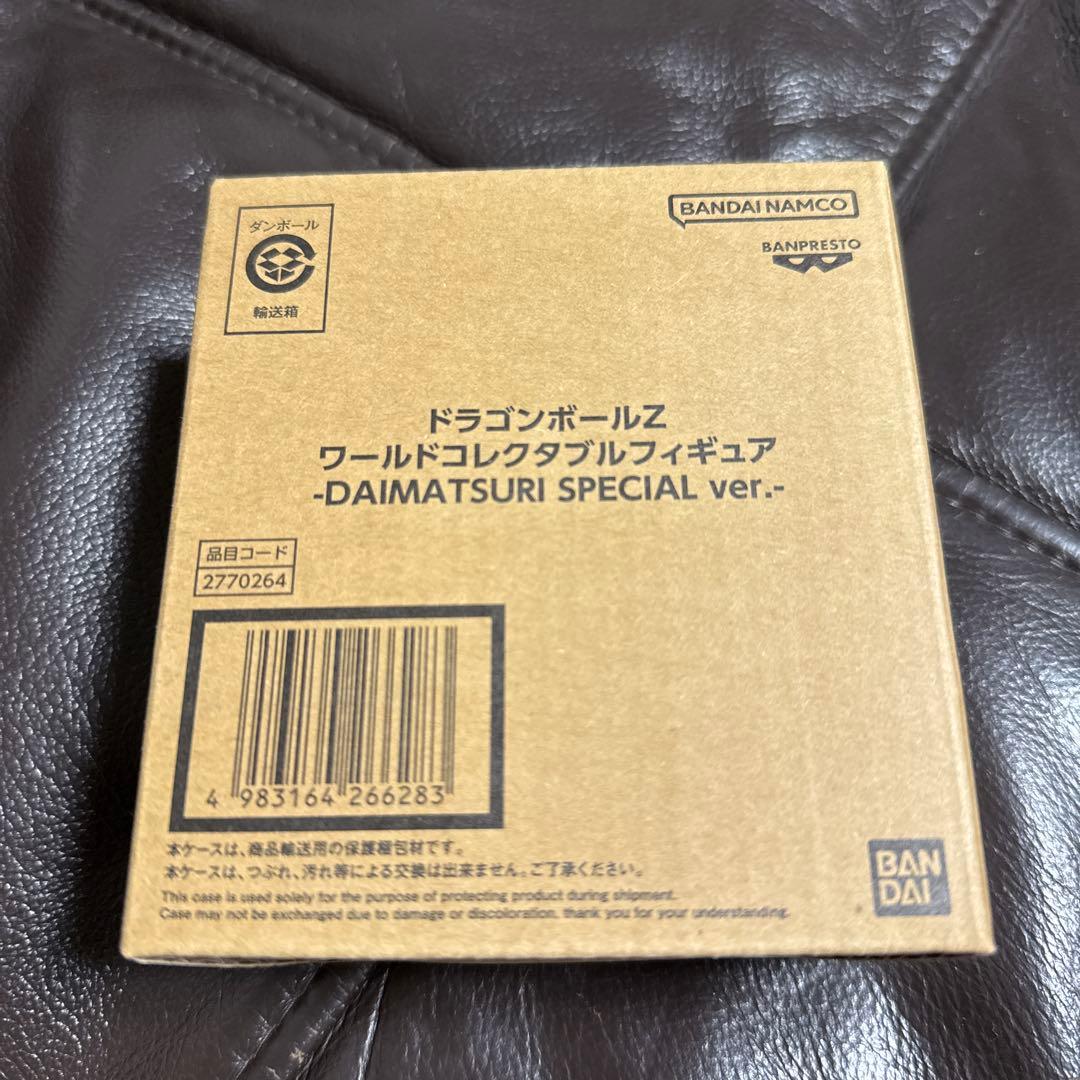 ダンボール
輸送箱
BANDAI NAMCO
BANPRESTO
ドラゴンボールZ
ワールドコレクタブルフィギュア
-DAIMATSURI SPECIAL ver.-
品目コード
2770264
4 983164 266283
本ケースは、商品輸送用の保護梱包材です。
本ケースは、つぶれ、汚れ等による交換は出来ません。ご了承ください。
This case is used solely for the purpose of protecting product during shipment.
Case may not be exchanged due to damage or discoloration, thank you for your understanding.
BAN
DAI